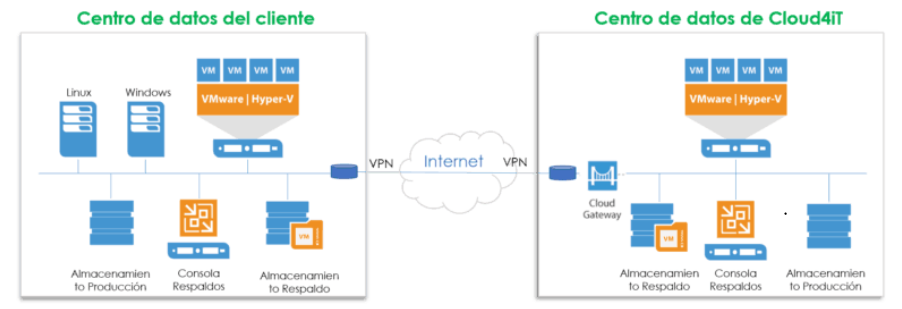 Centro de datos del cliente
Centro de datos de Cloud4iT
VM VM VM VM
VMware | Hyper-V
Linux
Windows
VPN
Internet
VPN
Almacenamien
to Producción
Consola
Respaldos
VM
Almacenamien
to Respaldo
VM VM VM VM
VMware | Hyper-V
Cloud
Gateway
VM
Almacenamien
to Respaldo
Consola
Respaldos
Almacenamien
to Producción